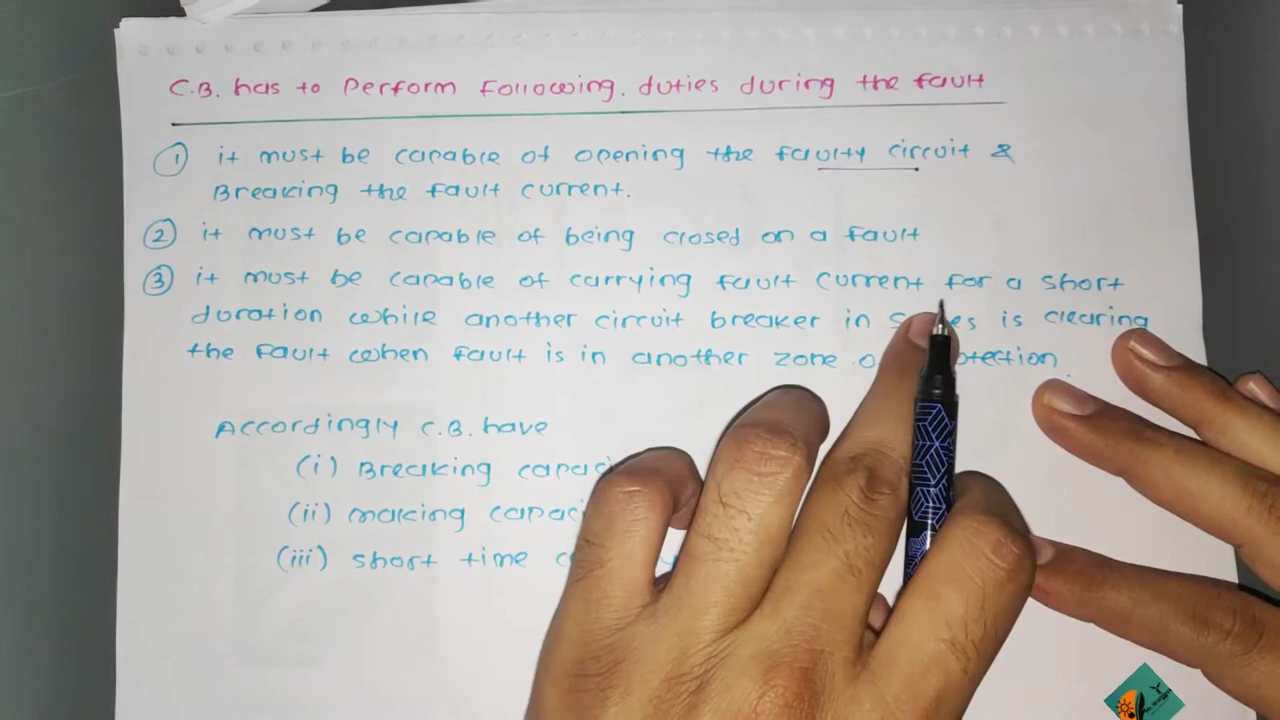 C.B. has to Perform Following. duties during the fault
① it must be capable of opening the faulty circuit &
Breaking the fault current.
② it must be capable of being closed on a fault
③ it must be capable of carrying fault current for a short
duration while another circuit breaker in is clearing
the fault when fault is in another zone
Accordingly C.B. have
(i) Breaking
(ii) making
(iii) short time